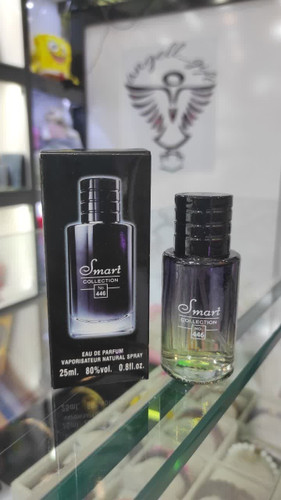 Smart
COLLECTION
NO.
446
EAU DE PARFUM
VAPORISATEUR NATURAL SPRAY
25ml. 80%vol. 0.8fl.oz.
Smart
COLLECTION
NO.
446